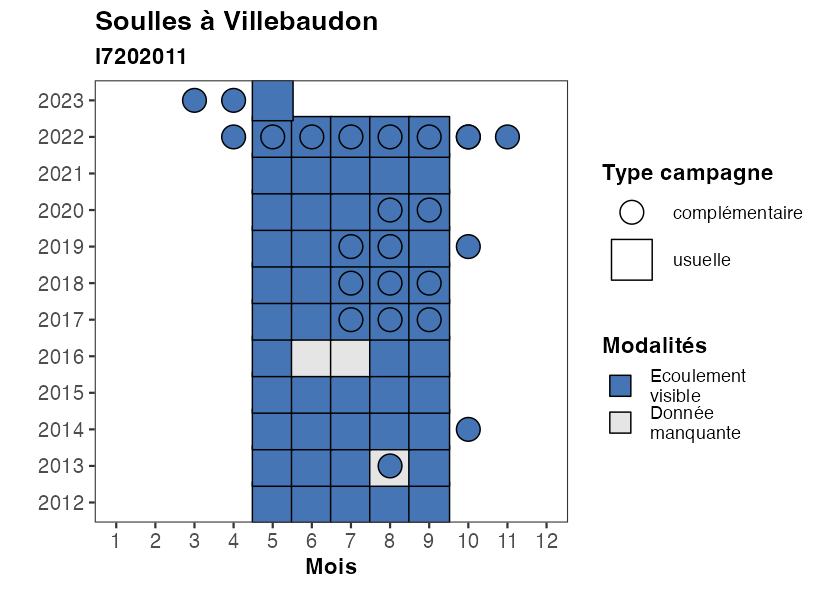 Soulles à Villebaudon
I7202011
2023
2022
2021
2020
2019
2018
2017
2016
2015
2014
2013
2012
1 2 3 4 5 6 7 8 9 10 11 12
Mois
Type campagne
complémentaire
usuelle
Modalités
Ecoulement
visible
Donnée
manquante